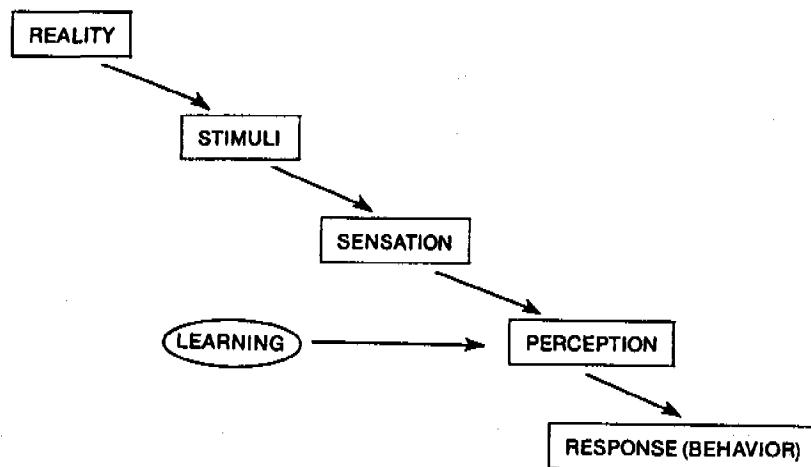 REALITY
STIMULI
SENSATION
LEARNING
PERCEPTION
RESPONSE (BEHAVIOR)